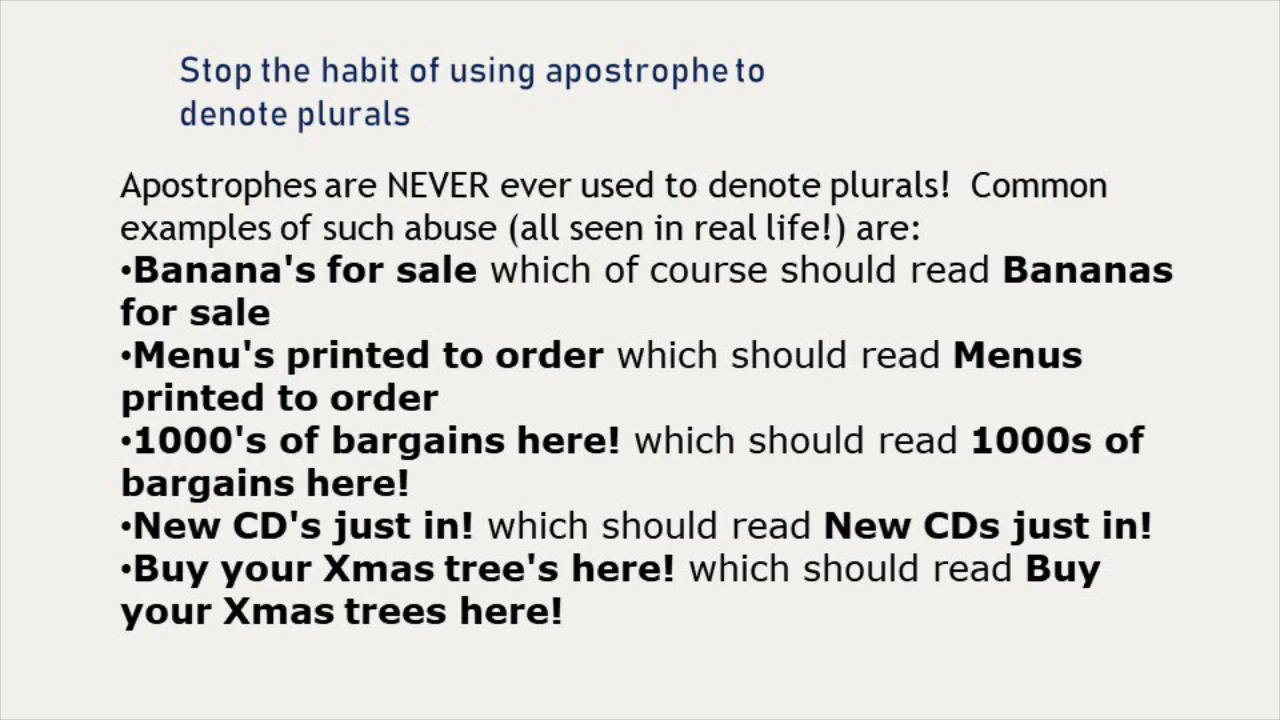 Stop the habit of using apostrophe to
denote plurals
Apostrophes are NEVER ever used to denote plurals!  Common
examples of such abuse (all seen in real life!) are:
•Banana's for sale which of course should read Bananas
for sale
•Menu's printed to order which should read Menus
printed to order
•1000's of bargains here! which should read 1000s of
bargains here!
•New CD's just in! which should read New CDs just in!
•Buy your Xmas tree's here! which should read Buy
your Xmas trees here!